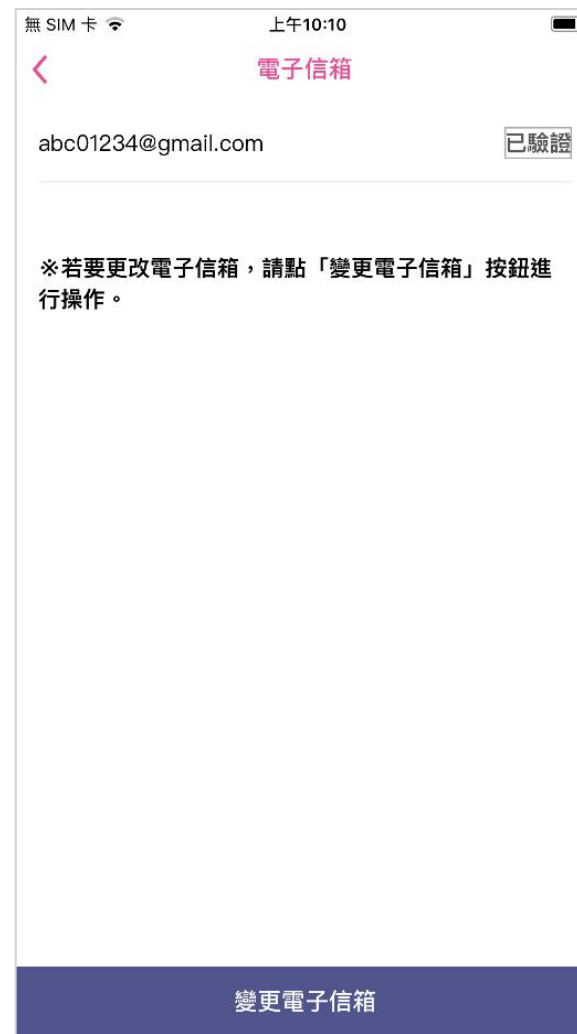 無 SIM 卡 上午10:10
電子信箱
abc01234@gmail.com 已驗證
※若要更改電子信箱，請點「變更電子信箱」按鈕進
行操作。
變更電子信箱